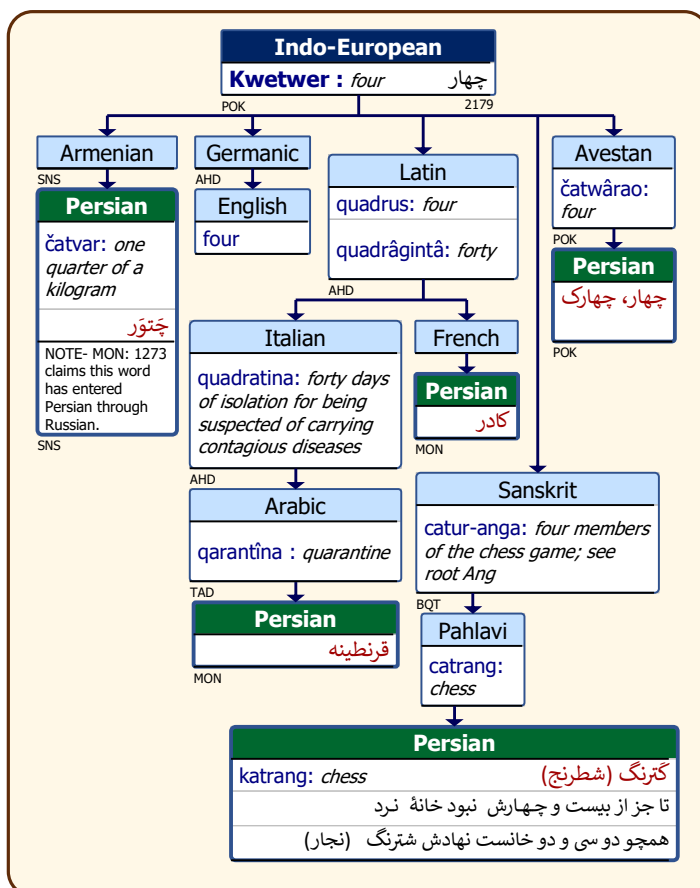 Indo-European
Kwetwer : four چهار
POK 2179
Armenian
SNS
Persian
čatvar: one
quarter of a
kilogram
چَتوَر
NOTE- MON: 1273
claims this word
has entered
Persian through
Russian.
SNS
Germanic
AHD
English
four
Latin
quadrus: four
quadrâgintâ: forty
AHD
Avestan
čatwârao:
four
POK
Persian
چهار، چهارک
POK
Italian
quadratina: forty days
of isolation for being
suspected of carrying
contagious diseases
AHD
French
Persian
کادر
MON
Arabic
qarantîna : quarantine
TAD
Persian
قرنطینه
MON
Sanskrit
catur-anga: four members
of the chess game; see
root Ang
BQT
Pahlavi
catrang:
chess
Persian
katrang: chess گَترنگ (شطرنج)
تا جز از بیست و چهارش نبود خانهٔ نرد
همچو دو سی و دو خانست نهادش شترنگ (نجار)